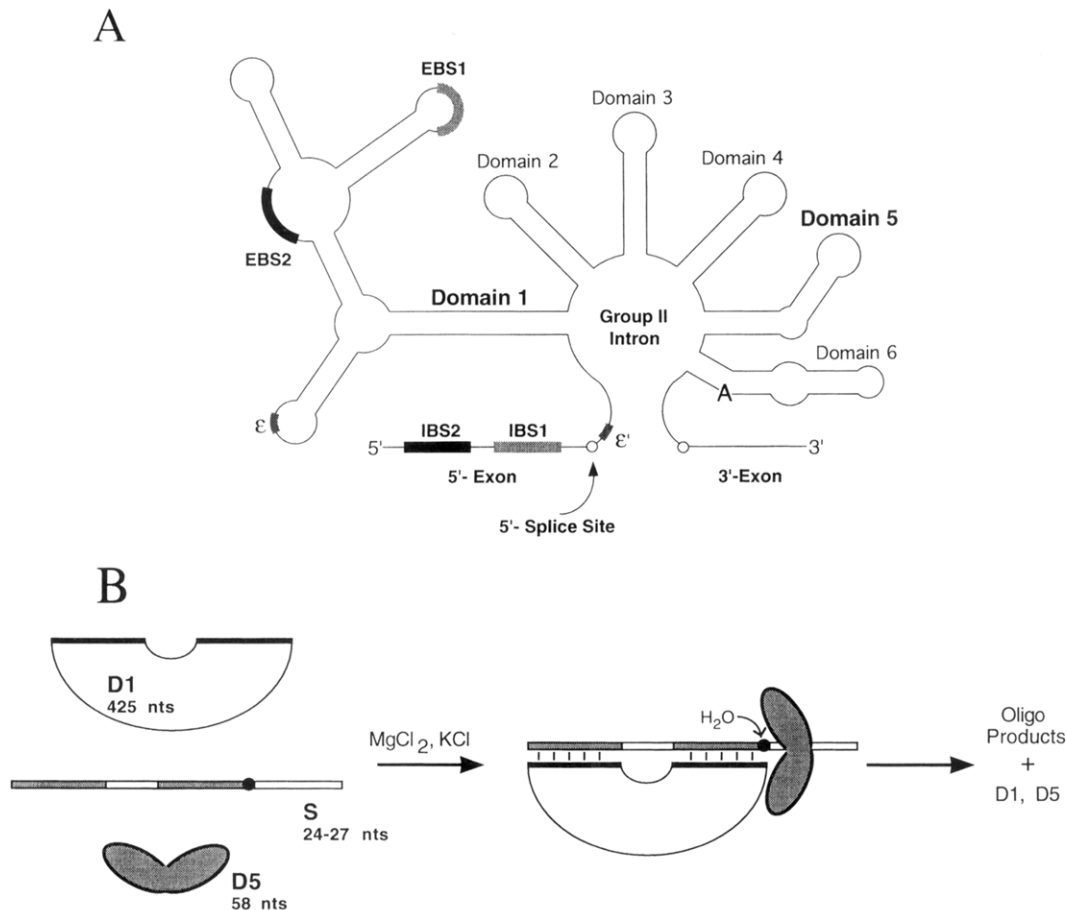 A
EBS1
Domain 3
Domain 2
Domain 4
Domain 5
EBS2
Domain 1
Group II
Intron
Domain 6
A
ε
IBS2
IBS1
ε'
5'
3'
5'- Exon
3'-Exon
5'- Splice Site
B
D1
425 nts
S
24-27 nts
D5
58 nts
MgCl2, KCl
H2O
Oligo
Products
+
D1, D5